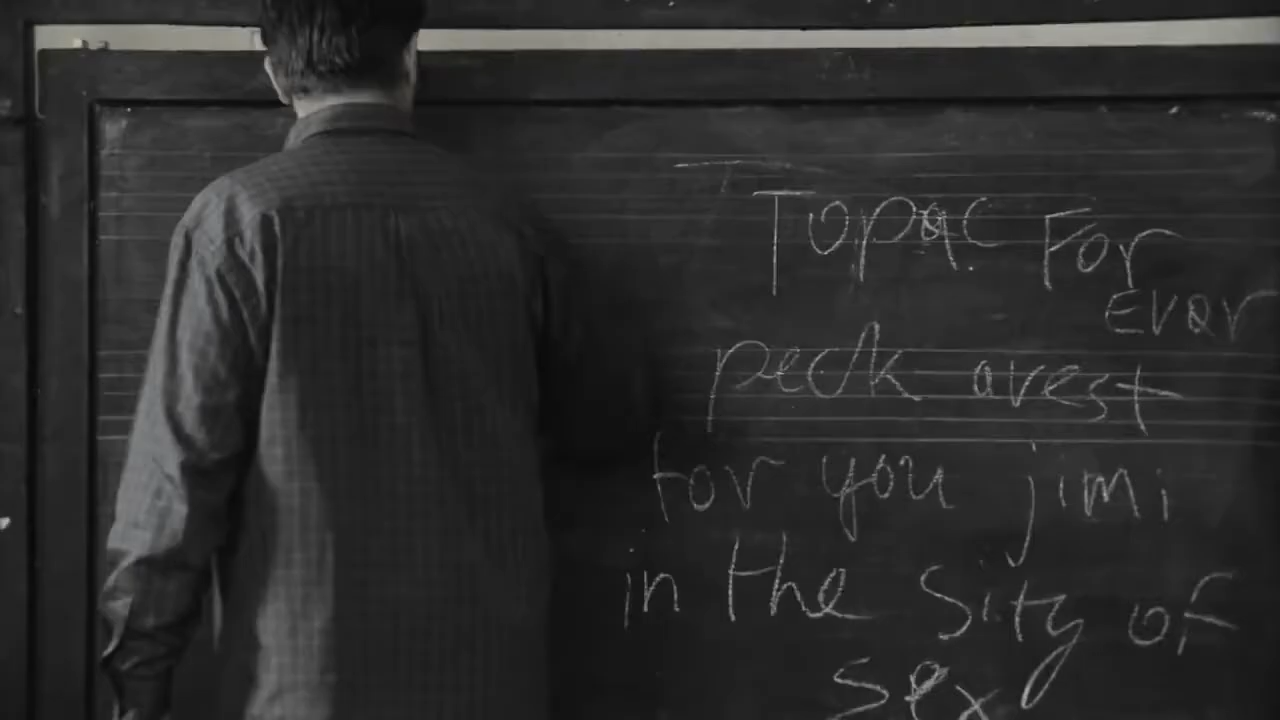 Topac For
ever
peck avest
for you jimi
in the Sity of
sex